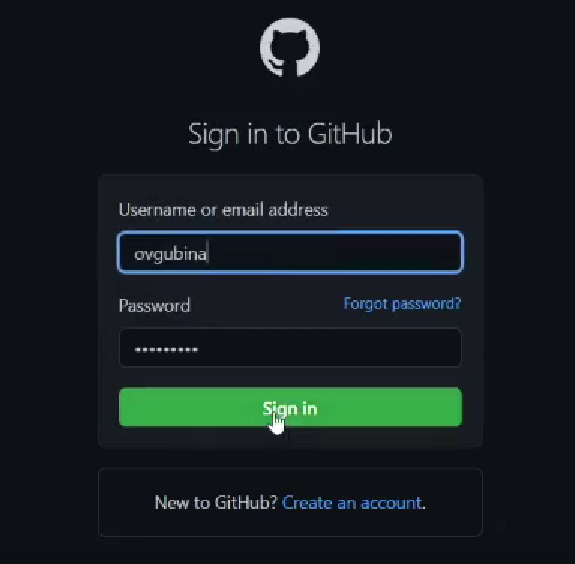 Sign in to GitHub
Username or email address
ovgubina
Password Forgot password?
•••••••••
Sign in
New to GitHub? Create an account.